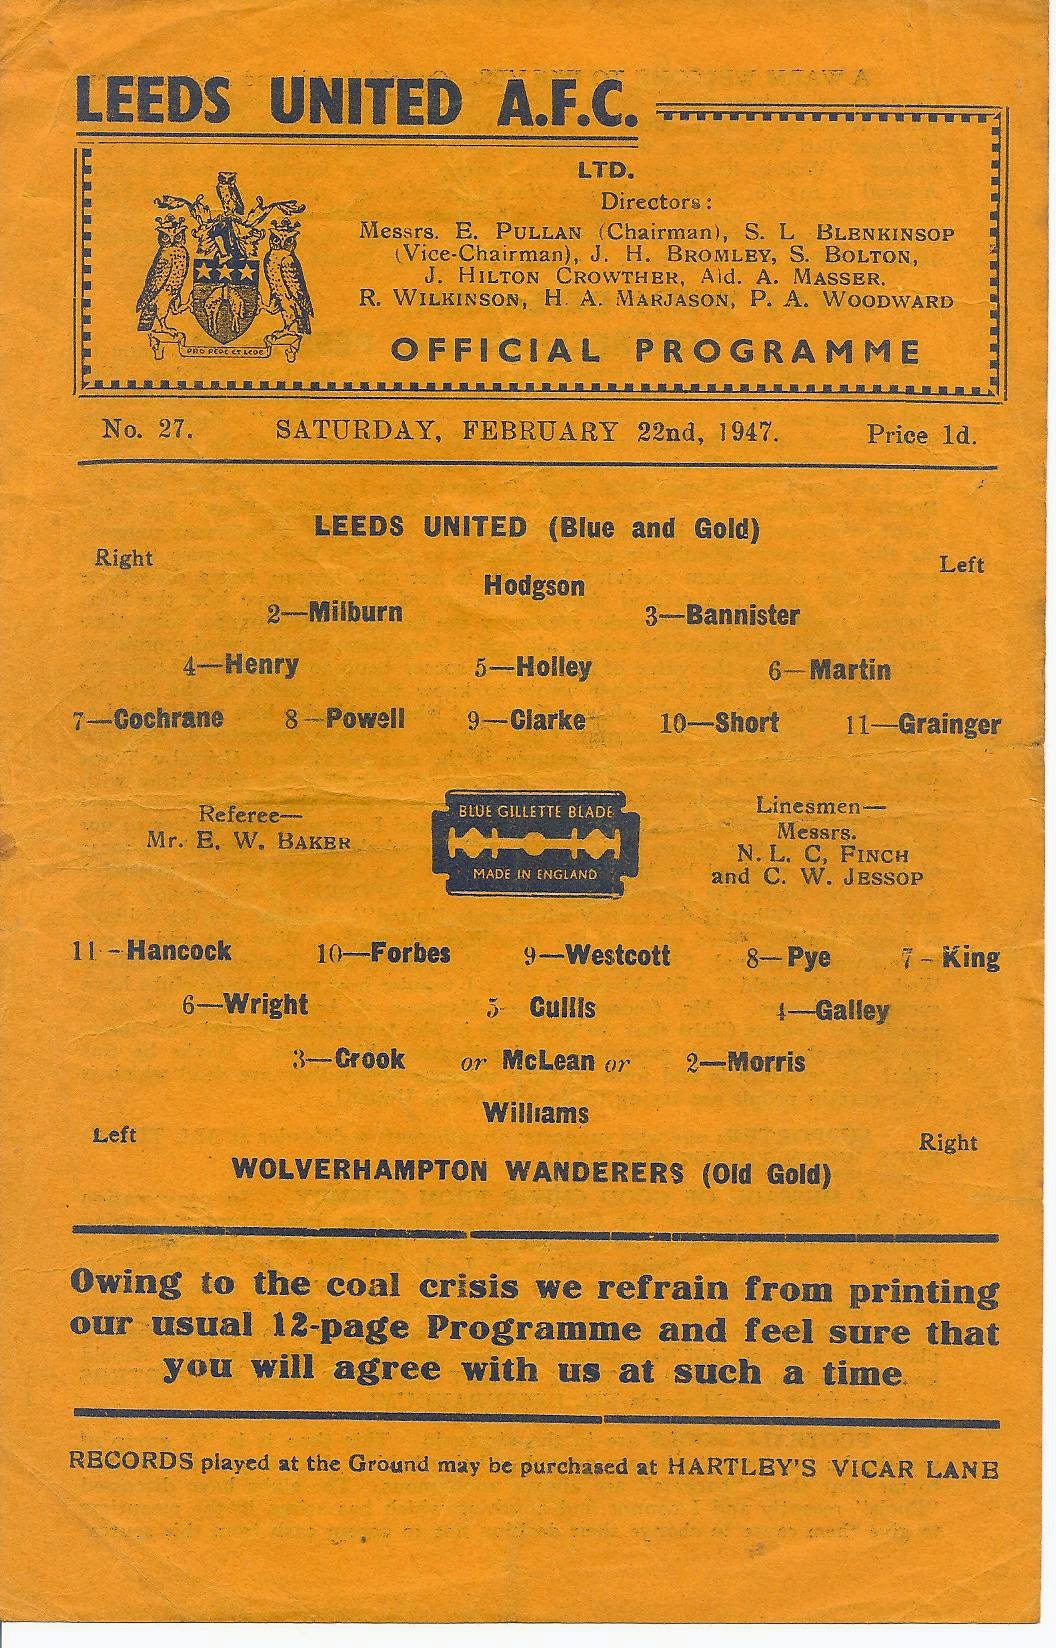 LEEDS UNITED A.F.C.
LTD.
Directors:
Messrs. E. PULLAN (Chairman), S. L BLENKINSOP
(Vice-Chairman), J. H. BROMLEY, S. BOLTON,
J. HILTON CROWTHER, Ald. A. MASSER.
R. WILKINSON, H. A. MARJASON, P. A. WOODWARD
PRO REGE ET LEGE
OFFICIAL PROGRAMME
No. 27. SATURDAY, FEBRUARY 22nd, 1947. Price 1d.
LEEDS UNITED (Blue and Gold)
Right Left
Hodgson
2—Milburn 3—Bannister
4—Henry 5—Holley 6—Martin
7—Cochrane 8—Powell 9—Clarke 10—Short 11—Grainger
Referee—
Mr. E. W. BAKER
BLUE GILLETTE BLADE
MADE IN ENGLAND
Linesmen—
Messrs.
N. L. C, FINCH
and C. W. JESSOP
11-Hancock 10—Forbes 9—Westcott 8—Pye 7-King
6—Wright 5- Cullis 4—Galley
3—Crook or McLean or 2—Morris
Williams
Left Right
WOLVERHAMPTON WANDERERS (Old Gold)
Owing to the coal crisis we refrain from printing
our usual 12-page Programme and feel sure that
you will agree with us at such a time.
RECORDS played at the Ground may be purchased at HARTLEY'S VICAR LANE